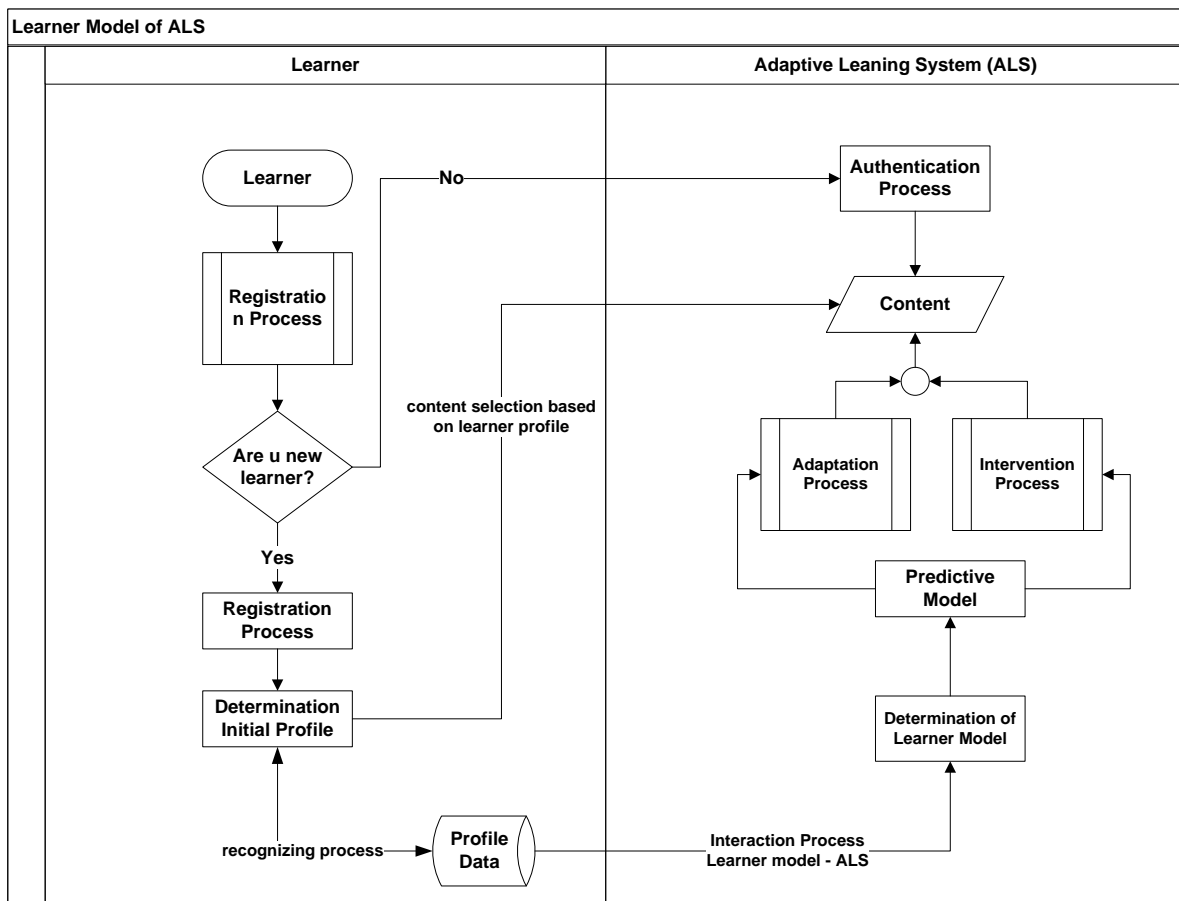 Learner Model of ALS
Learner
Adaptive Leaning System (ALS)
Learner
No
Authentication
Process
Registratio
n Process
Content
content selection based
on learner profile
Are u new
learner?
Adaptation
Process
Intervention
Process
Yes
Predictive
Model
Registration
Process
Determination
Initial Profile
Determination of
Learner Model
recognizing process
Profile
Data
Interaction Process
Learner model - ALS